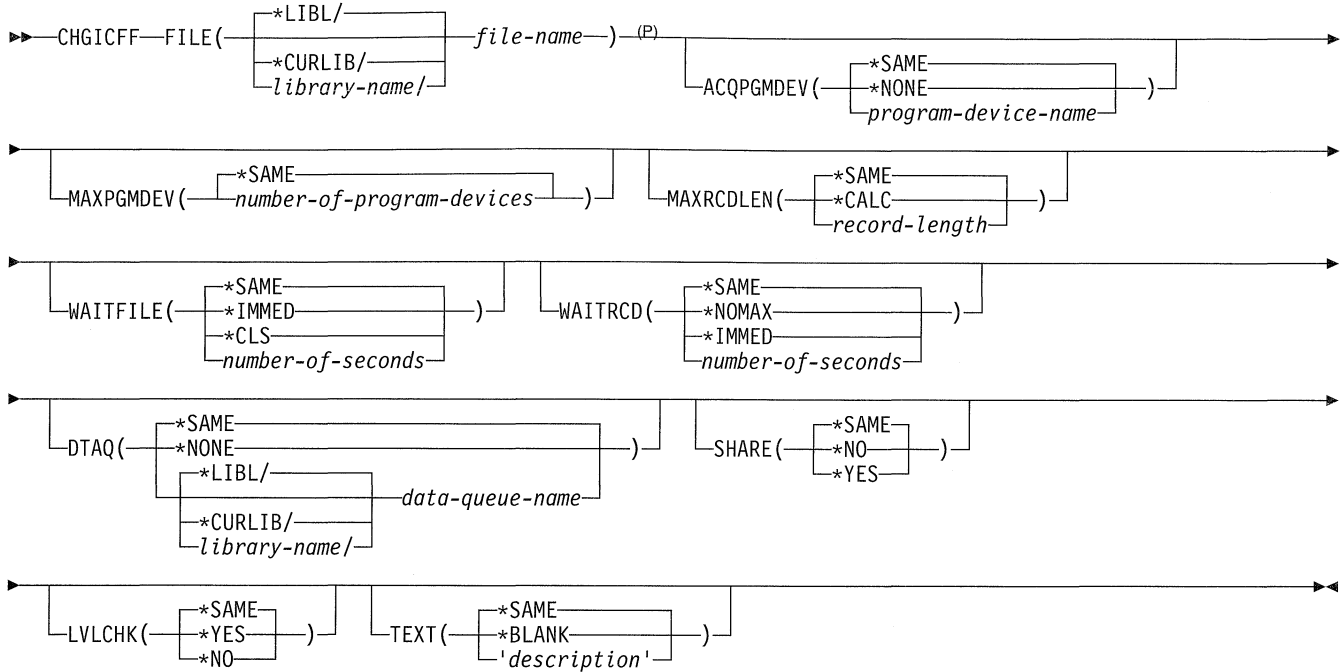 *LIBL/
CHGICFF FILE( file-name ) (P)
*CURLIB/
library-name/
*SAME
ACQPGMDEV( *NONE )
program-device-name
*SAME
MAXPGMDEV( number-of-program-devices )
*SAME
MAXRCDLEN( *CALC )
record-length
*SAME
WAITFILE( *IMMED )
*CLS
number-of-seconds
*SAME
WAITRCD( *NOMAX )
*IMMED
number-of-seconds
*SAME
DTAQ( *NONE )
*LIBL/
data-queue-name
*CURLIB/
library-name/
*SAME
SHARE( *NO )
*YES
*SAME
LVLCHK( *YES )
*NO
*SAME
TEXT( *BLANK )
'description'